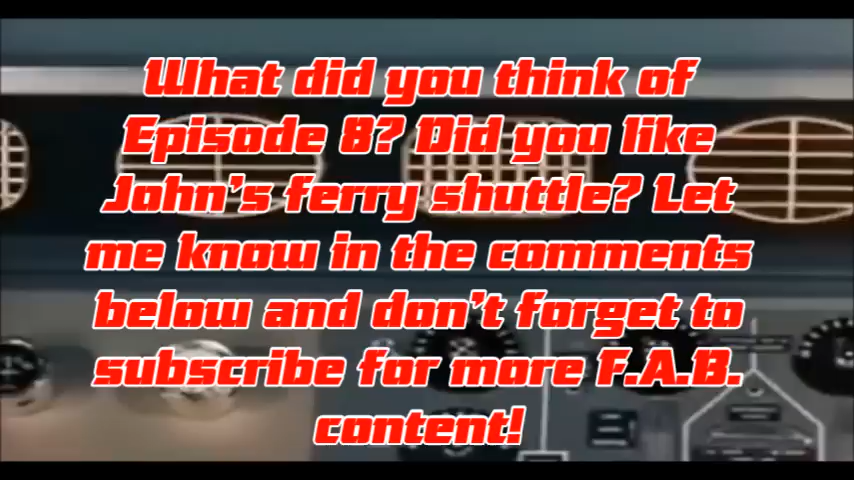 What did you think of
Episode 8? Did you like
John's ferry shuttle? Let
me know in the comments
below and don't forget to
subscribe for more F.A.B.
content!